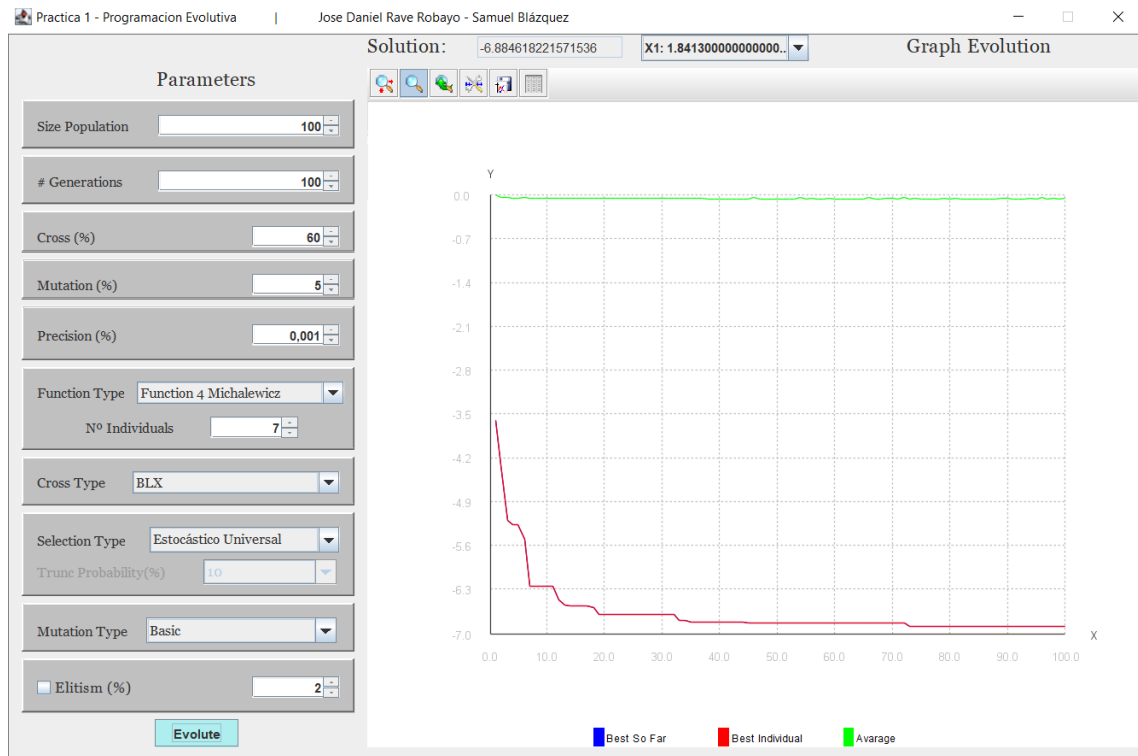 Practica 1 - Programacion Evolutiva | Jose Daniel Rave Robayo - Samuel Blázquez
Solution: -6.884618221571536 X1: 1.841300000000000.. Graph Evolution
Parameters
Size Population 100
# Generations 100
Cross (%) 60
Mutation (%) 5
Precision (%) 0,001
Function Type Function 4 Michalewicz
Nº Individuals 7
Cross Type BLX
Selection Type Estocástico Universal
Trunc Probability(%) 10
Mutation Type Basic
Elitism (%) 2
Evolute
Y
0.0
-0.7
-1.4
-2.1
-2.8
-3.5
-4.2
-4.9
-5.6
-6.3
-7.0
X
0.0 10.0 20.0 30.0 40.0 50.0 60.0 70.0 80.0 90.0 100.0
Best So Far Best Individual Avarage